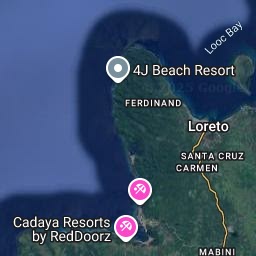 Looc Bay
4J Beach Resort
2025 Google
FERDINAND
Loreto
SANTA CRUZ
CARMEN
Cadaya Resorts
by RedDoorz
MABINI